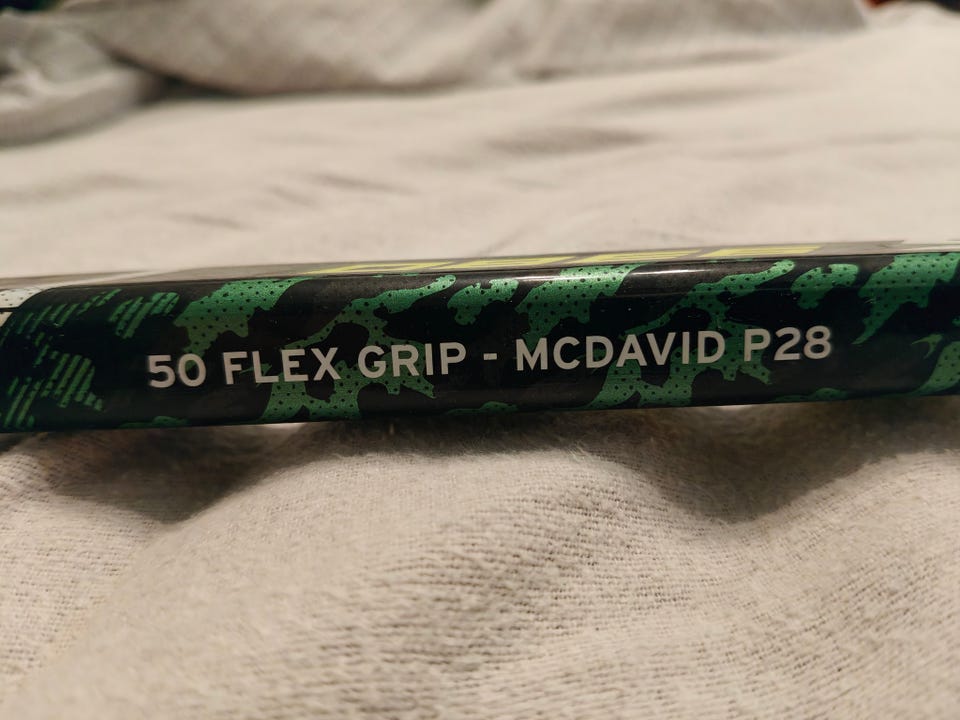 50 FLEX GRIP - MCDAVID P28